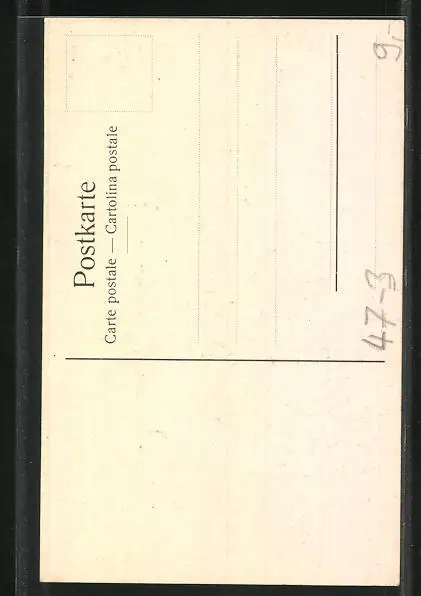 Postkarte
Carte postale — Cartolina postale
9,-
47-3